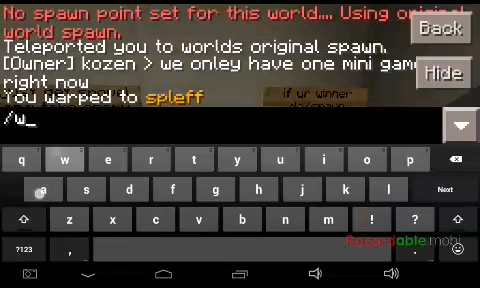 No spawn point set for this world.... Using original
world spawn.
Teleported you to worlds original spawn.
[Owner] kozen > we onley have one mini game
right now
You warped to spleff
if ur winner
do/spawn
Back
Hide
/w_
q w e r t y u i o p
a s d f g h j k l Next
z x c v b n m ! ?
?123 , .
Recordable mobi